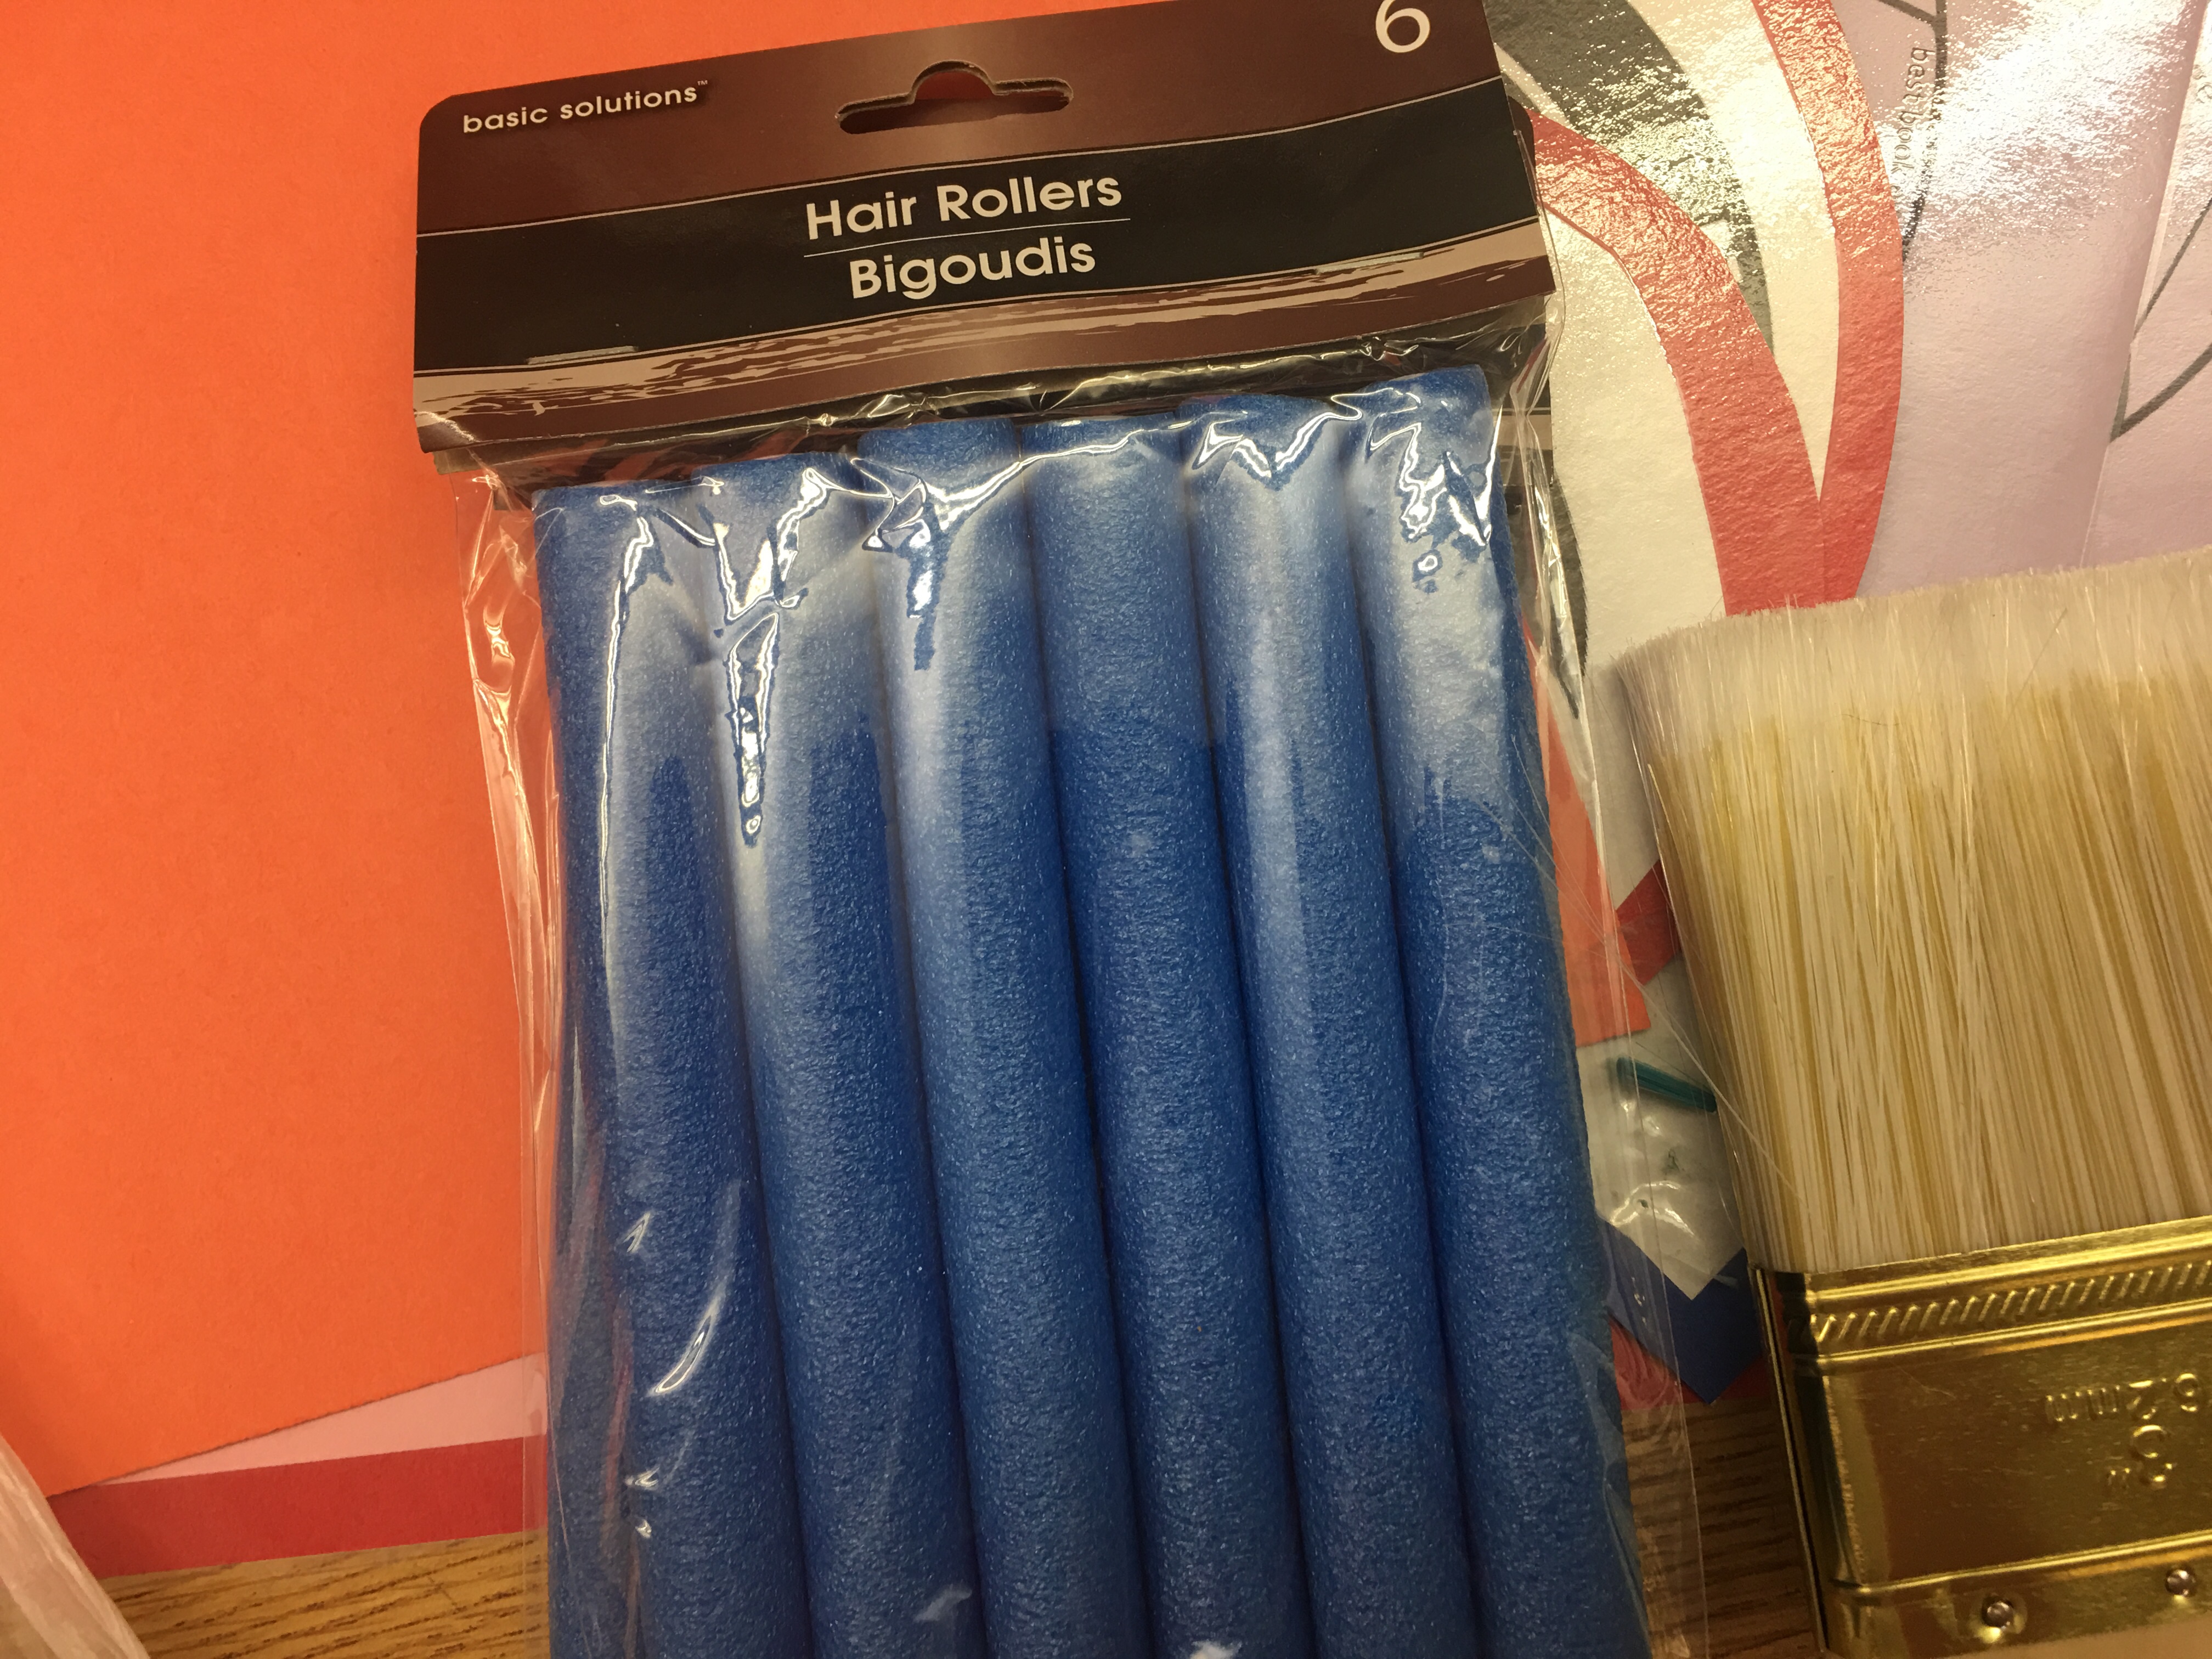 6
basic solutions™
Hair Rollers
Bigoudis